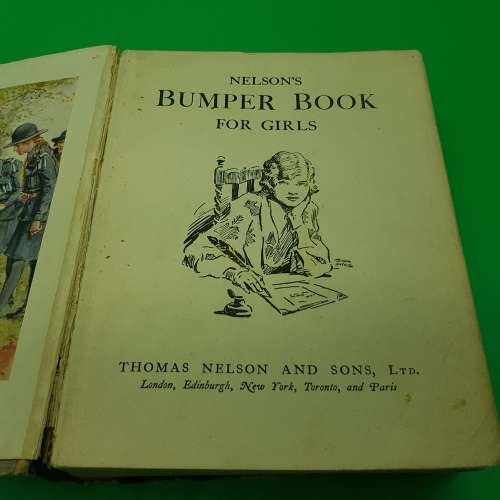 NELSON'S
BUMPER BOOK
FOR GIRLS
THOMAS NELSON AND SONS, LTD.
London, Edinburgh, New York, Toronto, and Paris